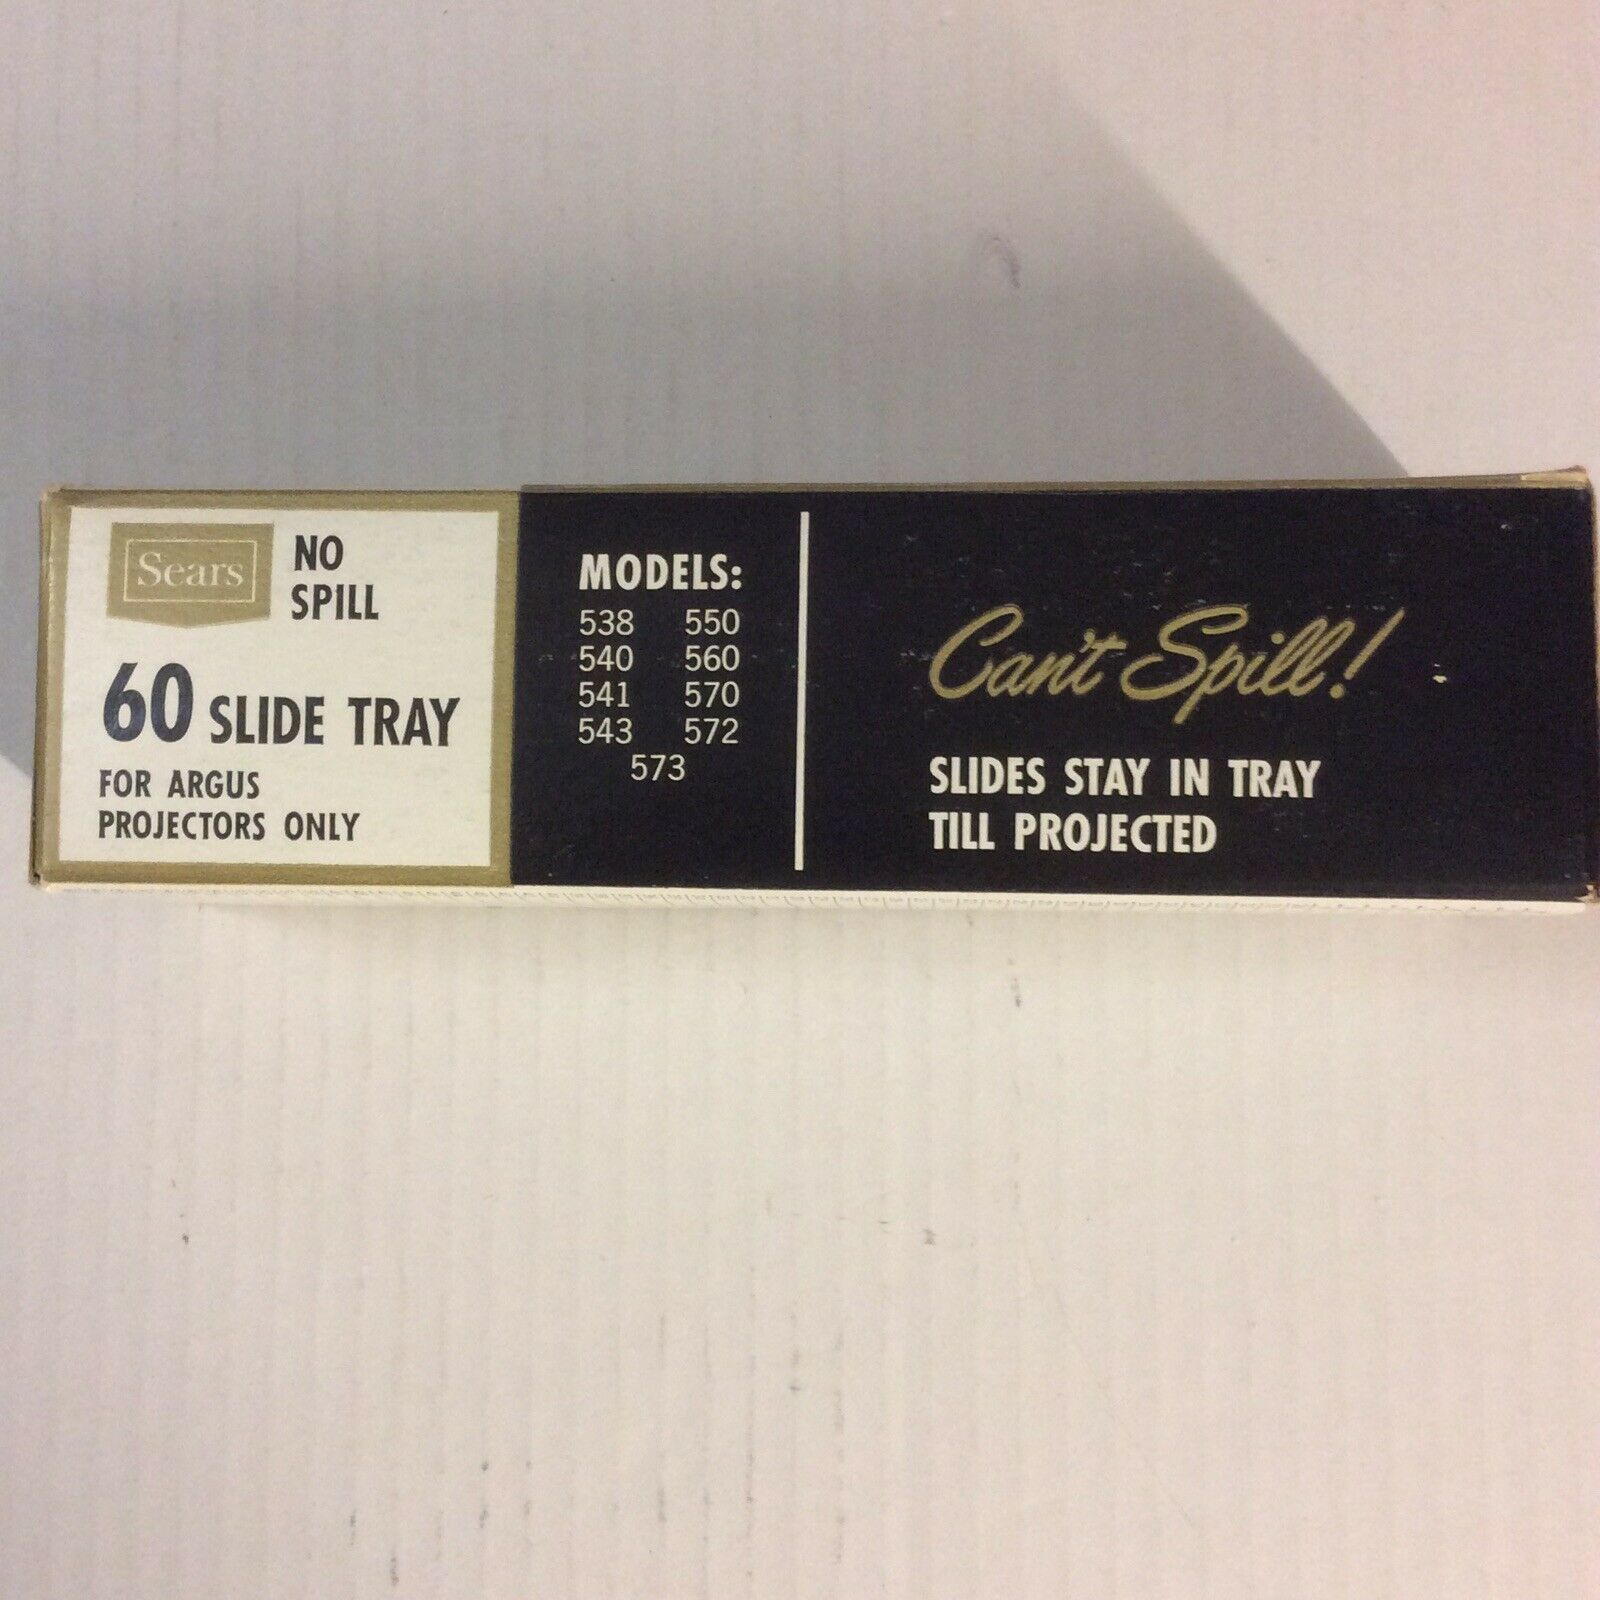 Sears
NO
SPILL
60 SLIDE TRAY
FOR ARGUS
PROJECTORS ONLY
MODELS:
538 550
540 560
541 570
543 572
573
Can't Spill!
SLIDES STAY IN TRAY
TILL PROJECTED